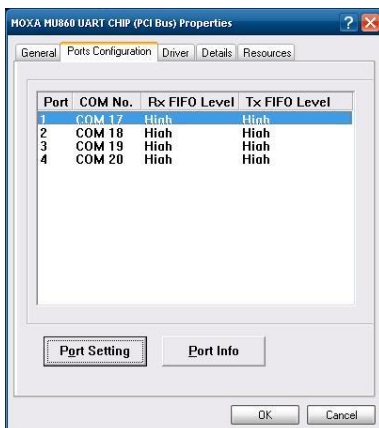 MOXA MU860 UART CHIP (PCI Bus) Properties
General Ports Configuration Driver Details Resources
Port COM No. Rx FIFO Level Tx FIFO Level
1 COM 17 High High
2 COM 18 High High
3 COM 19 High High
4 COM 20 High High
Port Setting Port Info
OK Cancel